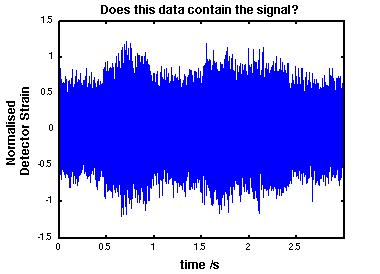 Does this data contain the signal?
Normalised
Detector Strain
1.5
1
0.5
0
-0.5
-1
-1.5
0 0.5 1 1.5 2 2.5
time /s